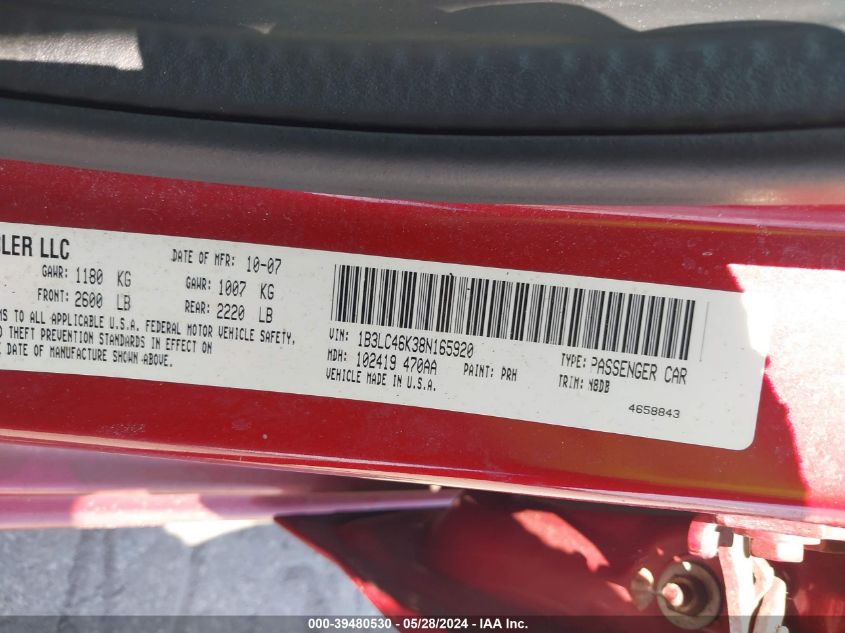 BLER LLC
DATE OF MFR: 10-07
GAWR: 1180 KG
GAWR: 1007 KG
FRONT: 2600 LB
REAR: 2220 LB
MS TO ALL APPLICABLE U.S.A. FEDERAL MOTOR VEHICLE SAFETY,
D THEFT PREVENTION STANDARDS IN EFFECT ON
E DATE OF MANUFACTURE SHOWN ABOVE.
VIN: 1B3LC46K38N165920
TYPE: PASSENGER CAR
MDH: 102419 470AA
PAINT: PRH
TRIM: N8DB
VEHICLE MADE IN U.S.A.
4658843
000-39480530 - 05/28/2024 - IAA Inc.